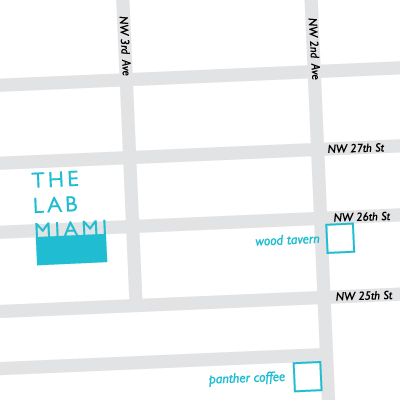 NW 3rd Ave
NW 2nd Ave
NW 27th St
THE
LAB
MIAMI
NW 26th St
wood tavern
NW 25th St
panther coffee